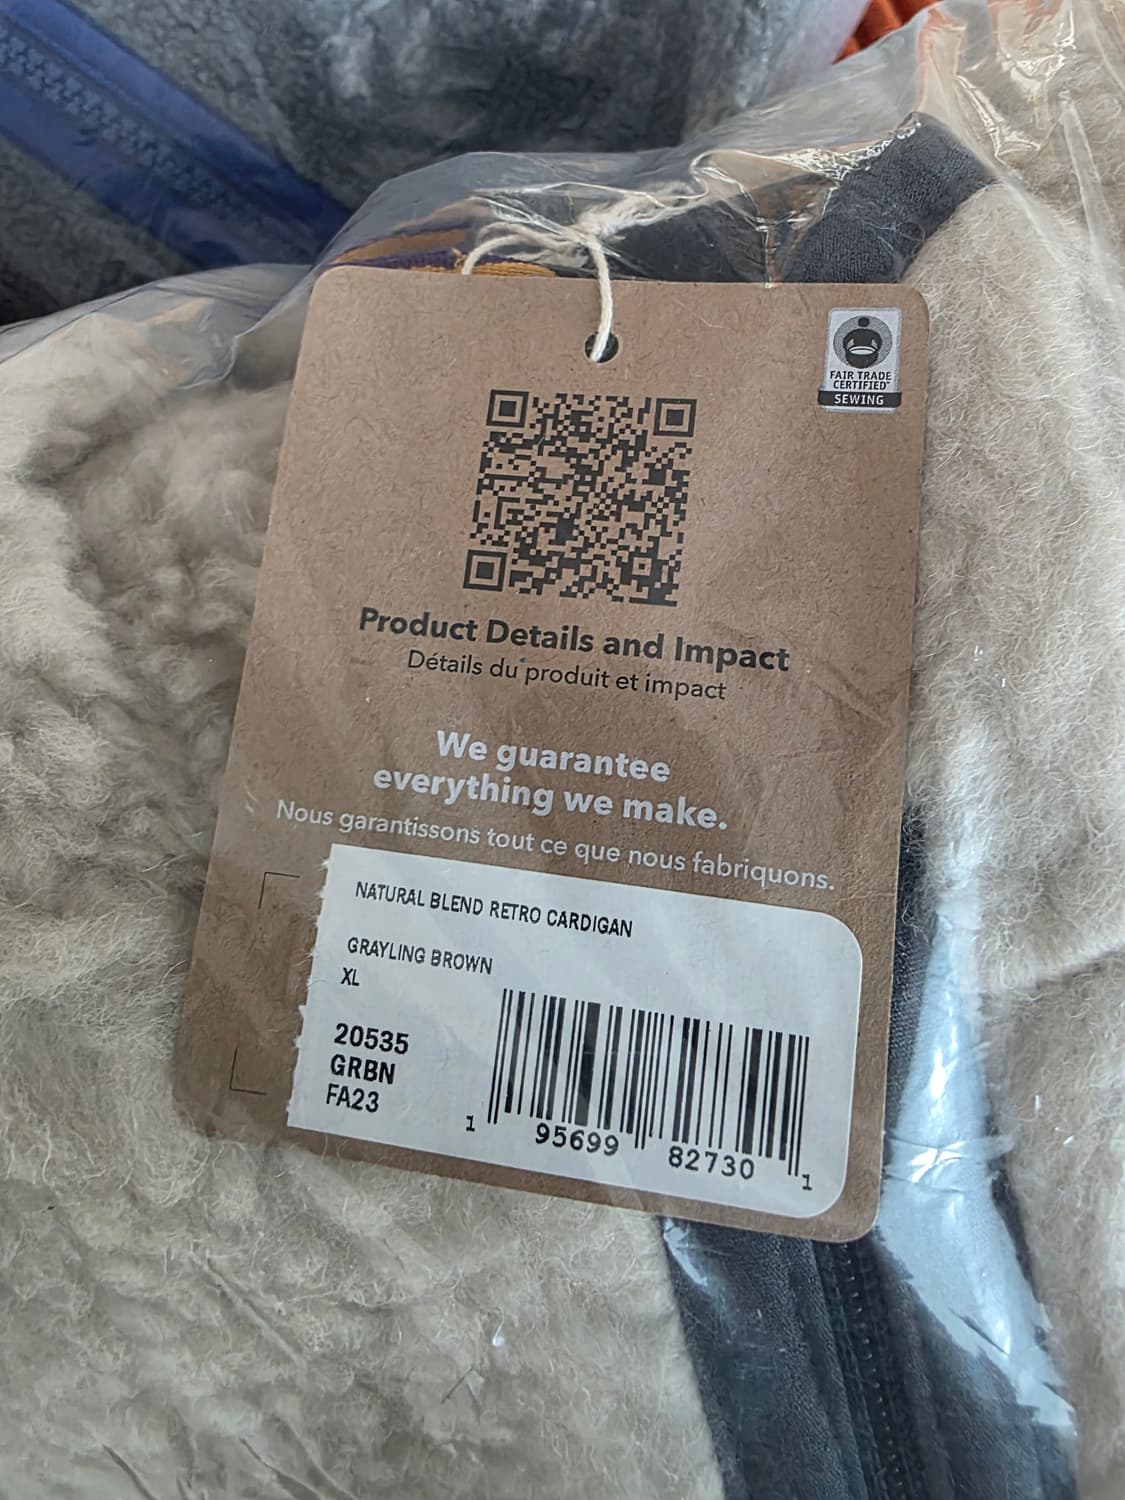 FAIR TRADE
CERTIFIED™
SEWING
Product Details and Impact
Détails du produit et impact
We guarantee
everything we make.
Nous garantissons tout ce que nous fabriquons.
NATURAL BLEND RETRO CARDIGAN
GRAYLING BROWN
XL
20535
GRBN
FA23
1 95699 82730 1